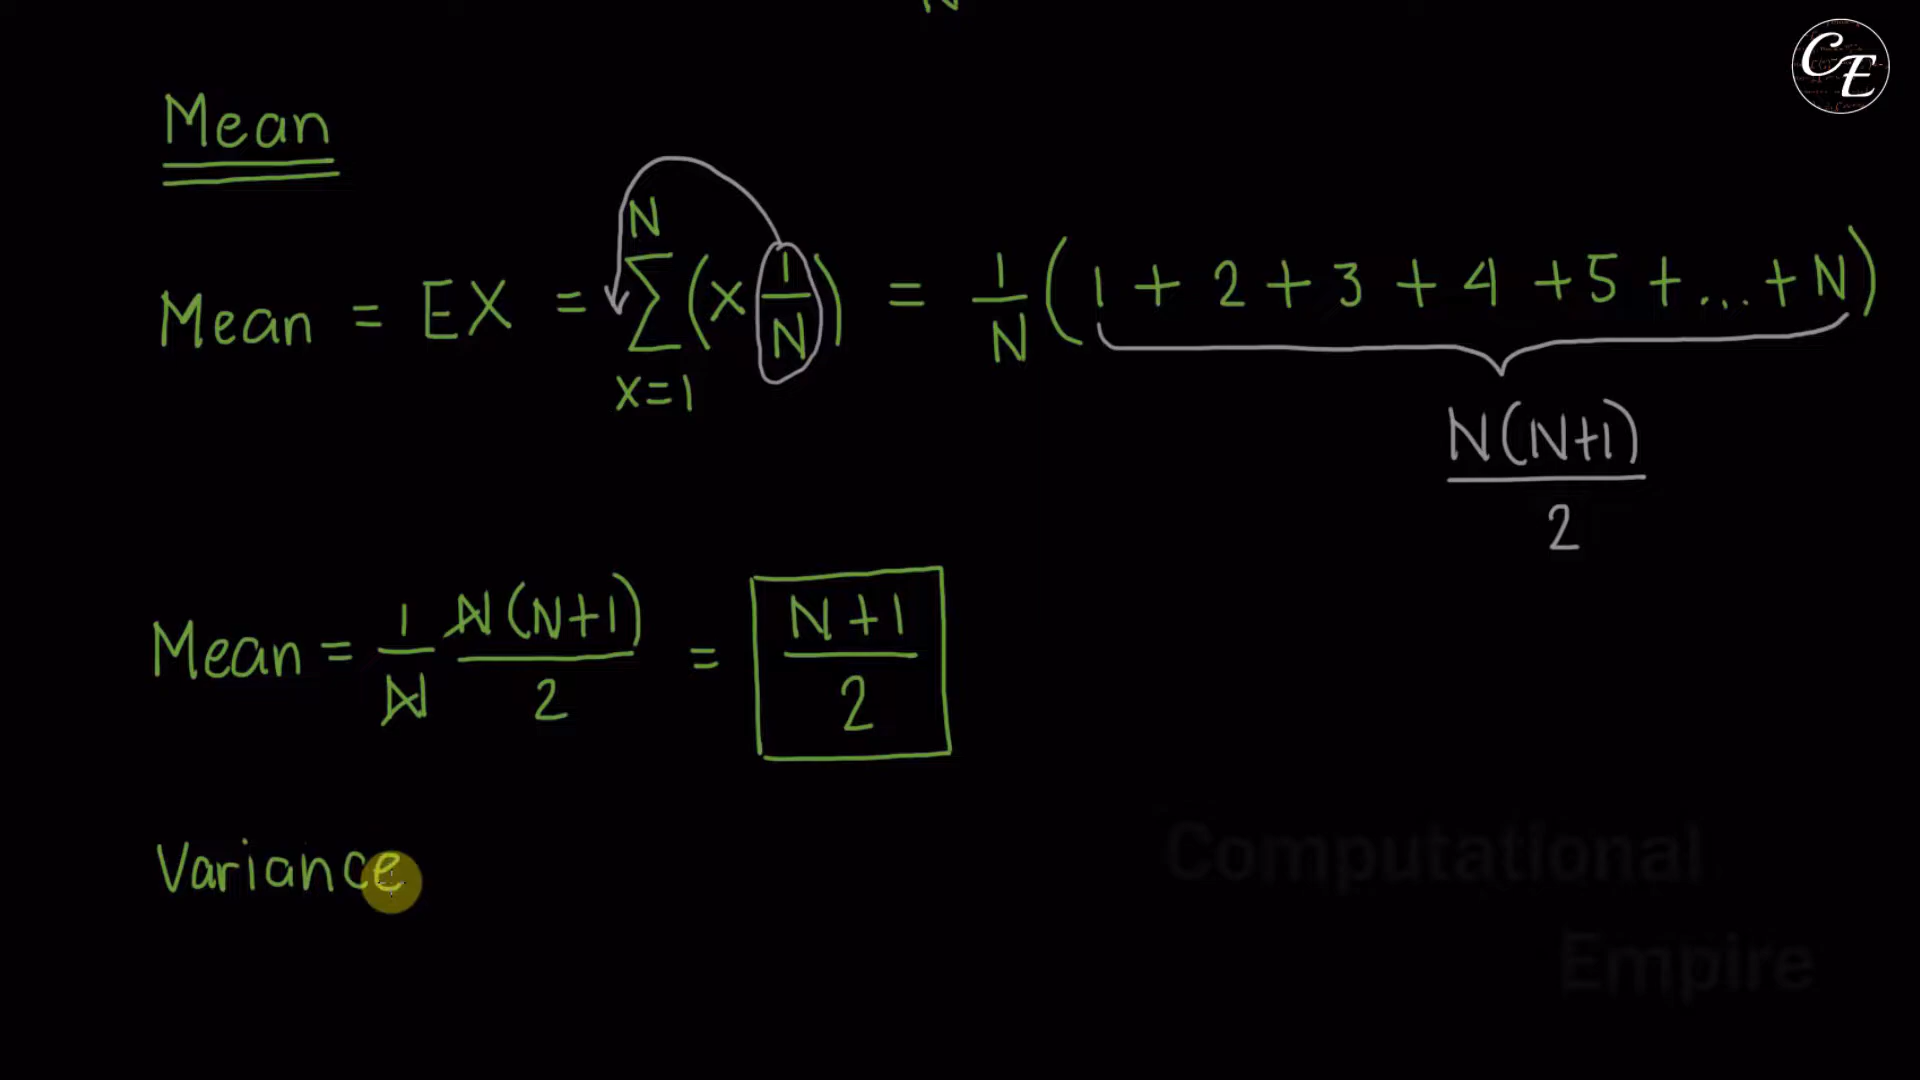 N
CE
Mean
Mean = EX = N∑x=1 (x 1/N) = 1/N (1 + 2 + 3 + 4 + 5 + ... + N)
N(N+1)/2
Mean = 1/N N(N+1)/2 = N+1/2
Variance
Computational
Empire